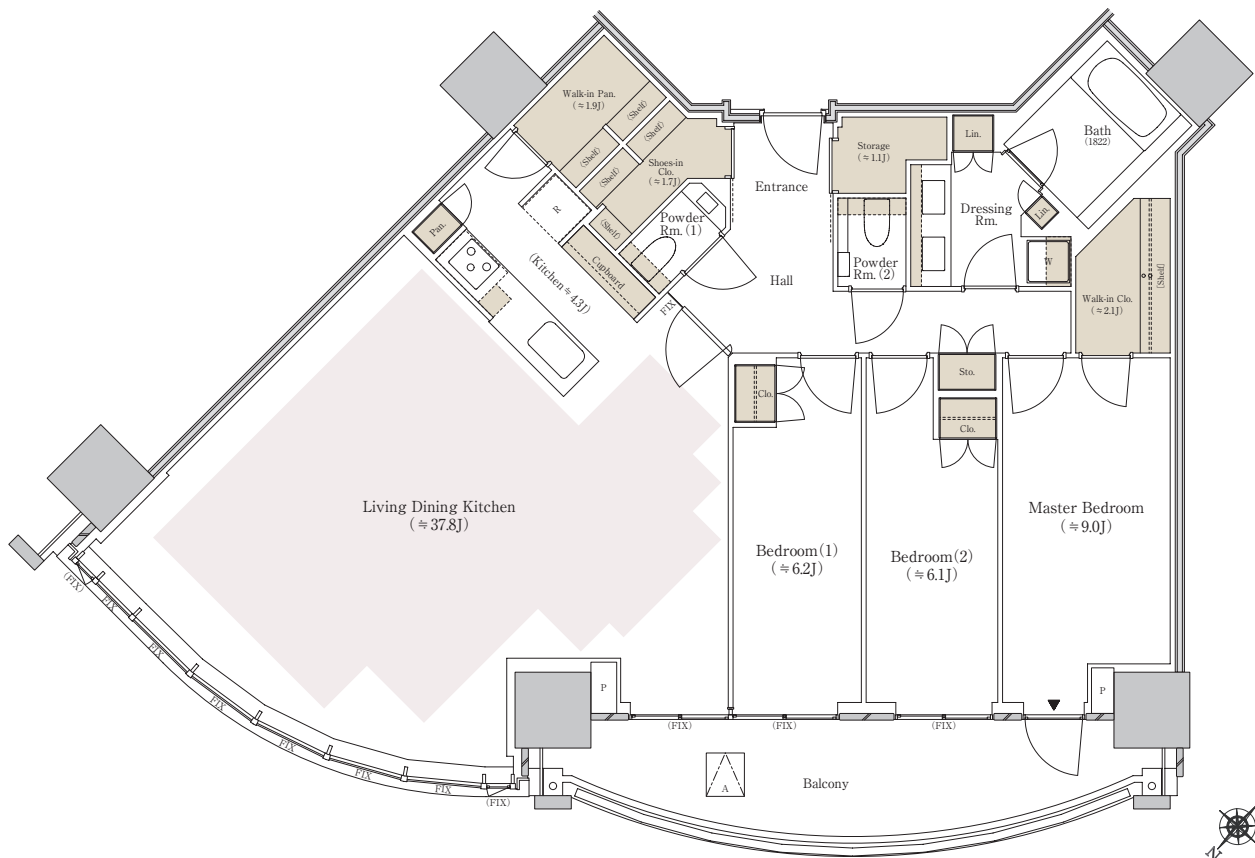 Walk-in Pan.
(≒1.9J)
(Shelf)
(Shelf)
(Shelf)
(Shelf)
Shoes-in
Clo.
(≒1.7J)
(Shelf)
R
Pan.
Cupboard
(Kitchen≒4.3J)
Powder
Rm.(1)
FIX
Entrance
Hall
Storage
(≒1.1J)
Lin.
Bath
(1822)
Dressing
Rm.
Lin.
W
Powder
Rm.(2)
Walk-in Clo.
(≒2.1J)
(Shelf)
Clo.
Sto.
Clo.
Living Dining Kitchen
(≒37.8J)
Bedroom(1)
(≒6.2J)
Bedroom(2)
(≒6.1J)
Master Bedroom
(≒9.0J)
(FIX)
FIX
FIX
FIX
FIX
FIX
FIX
FIX
(FIX)
P
P
(FIX)
(FIX)
(FIX)
A
Balcony
N